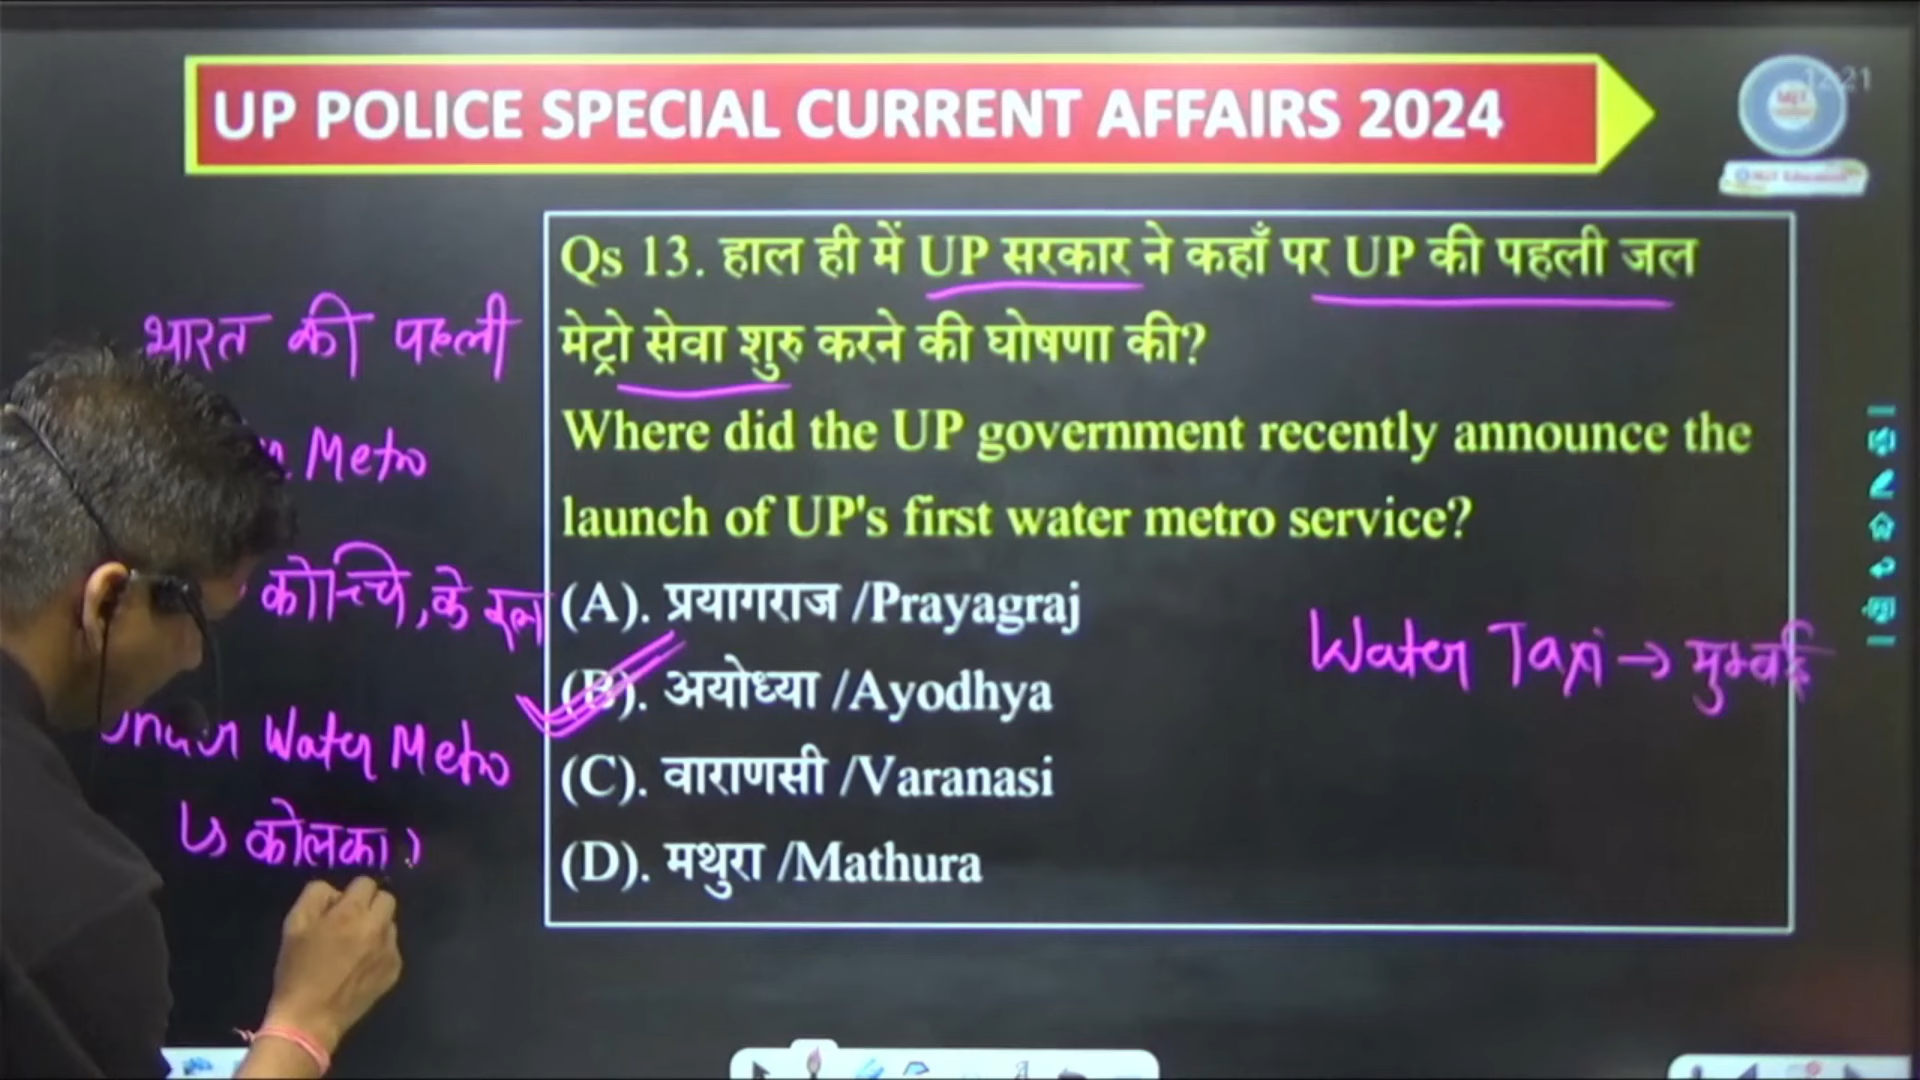 UP POLICE SPECIAL CURRENT AFFAIRS 2024
Qs 13. हाल ही में UP सरकार ने कहाँ पर UP की पहली जल
मेट्रो सेवा शुरु करने की घोषणा की?
Where did the UP government recently announce the
launch of UP's first water metro service?
(A). प्रयागराज /Prayagraj
(B). अयोध्या /Ayodhya
(C). वाराणसी /Varanasi
(D). मथुरा /Mathura
भारत की पहली
Metro
कोच्चि, केरल
Water Metro
कोलका
Water Taxi → मुम्बई